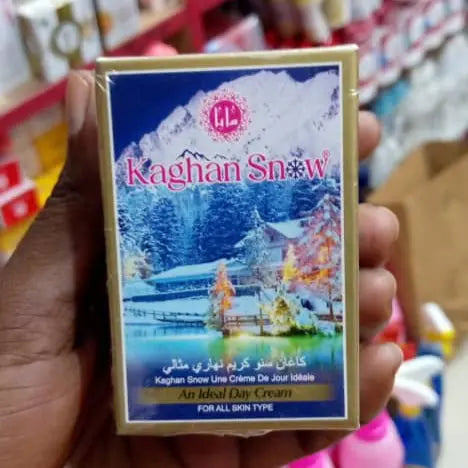 Kaghan Snow
كاغان سنو كريم نهاري مثالي
Kaghan Snow Une Crème De Jour Idéale
An Ideal Day Cream
FOR ALL SKIN TYPE